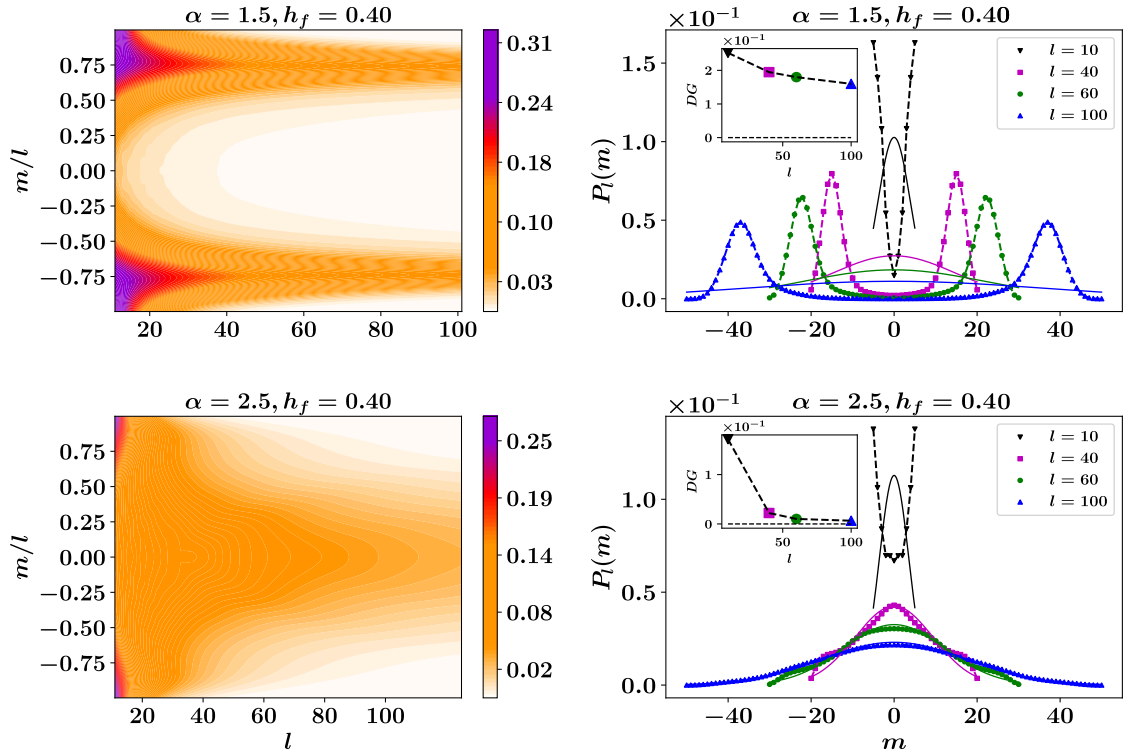 α = 1.5, h_f = 0.40
m/l
0.75
0.50
0.25
0.00
−0.25
−0.50
−0.75
20 40 60 80 100
0.31
0.24
0.18
0.10
0.03
α = 1.5, h_f = 0.40
×10⁻¹
P_l(m)
1.5
1.0
0.5
0.0
−40 −20 0 20 40
×10⁻¹
DG
2
1
0
50 100
l
l = 10
l = 40
l = 60
l = 100
α = 2.5, h_f = 0.40
m/l
0.75
0.50
0.25
0.00
−0.25
−0.50
−0.75
20 40 60 80 100
l
0.25
0.19
0.14
0.08
0.02
α = 2.5, h_f = 0.40
×10⁻¹
P_l(m)
1.0
0.5
0.0
−40 −20 0 20 40
m
×10⁻¹
DG
1
0
50 100
l
l = 10
l = 40
l = 60
l = 100